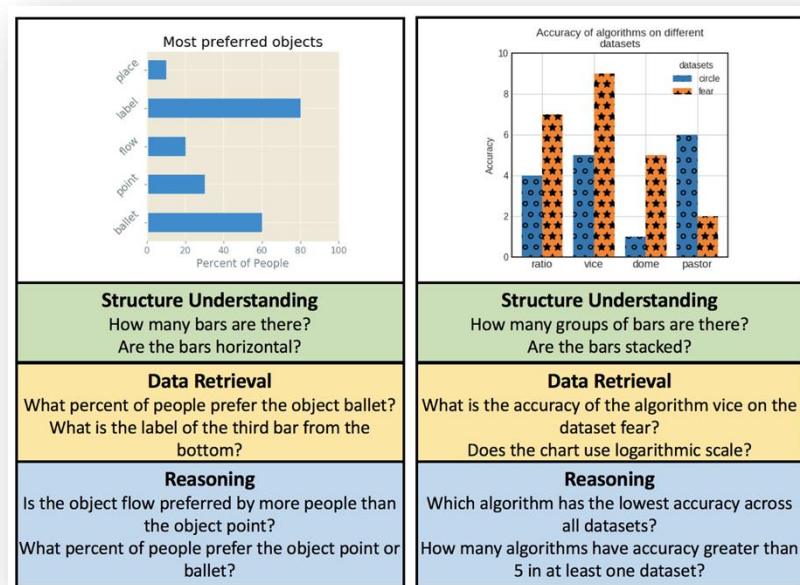 Most preferred objects
place
label
flow
point
ballet
0 20 40 60 80 100
Percent of People
Structure Understanding
How many bars are there?
Are the bars horizontal?
Data Retrieval
What percent of people prefer the object ballet?
What is the label of the third bar from the
bottom?
Reasoning
Is the object flow preferred by more people than
the object point?
What percent of people prefer the object point or
ballet?
Accuracy of algorithms on different
datasets
10
8
6
4
2
0
Accuracy
datasets
circle
fear
ratio vice dome pastor
Structure Understanding
How many groups of bars are there?
Are the bars stacked?
Data Retrieval
What is the accuracy of the algorithm vice on the
dataset fear?
Does the chart use logarithmic scale?
Reasoning
Which algorithm has the lowest accuracy across
all datasets?
How many algorithms have accuracy greater than
5 in at least one dataset?